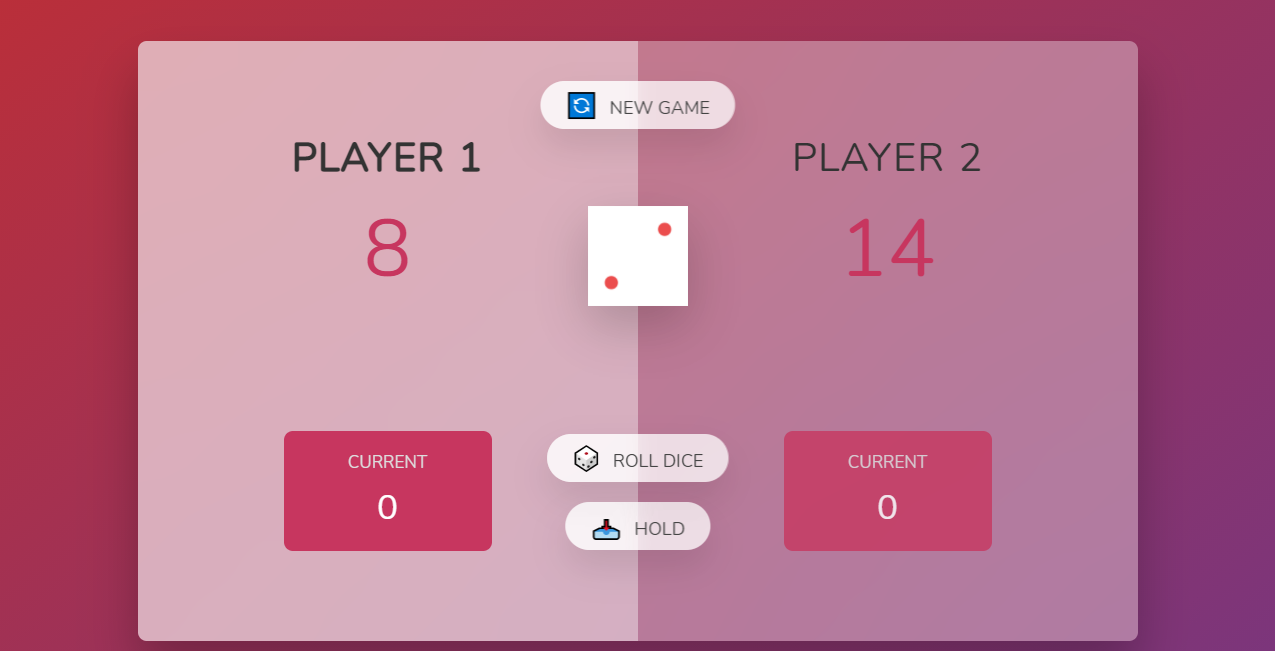 NEW GAME
PLAYER 1
8
PLAYER 2
14
CURRENT
0
ROLL DICE
HOLD
CURRENT
0